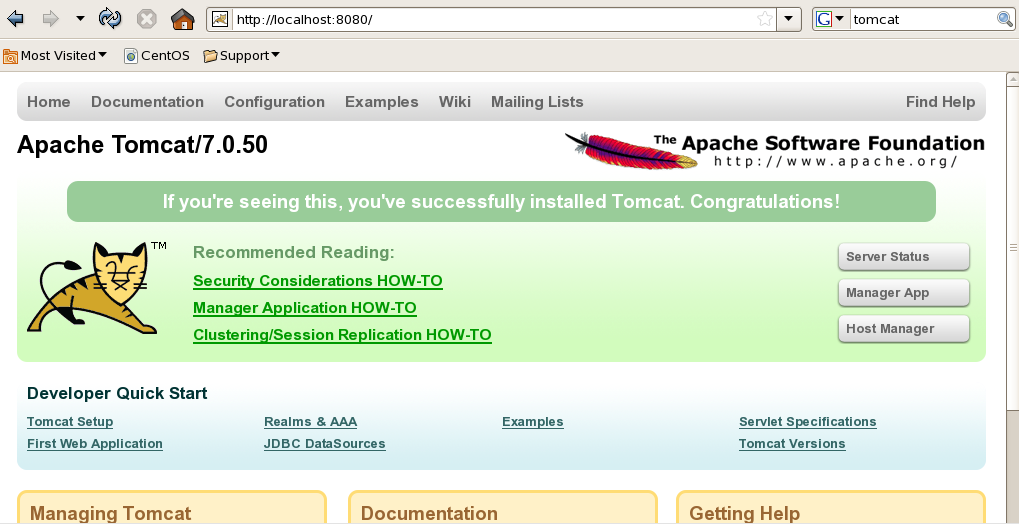 http://localhost:8080/
G
tomcat
Most Visited
CentOS
Support
Home Documentation Configuration Examples Wiki Mailing Lists Find Help
Apache Tomcat/7.0.50
The Apache Software Foundation
http://www.apache.org/
If you're seeing this, you've successfully installed Tomcat. Congratulations!
TM
Recommended Reading:
Security Considerations HOW-TO
Manager Application HOW-TO
Clustering/Session Replication HOW-TO
Server Status
Manager App
Host Manager
Developer Quick Start
Tomcat Setup
First Web Application
Realms & AAA
JDBC DataSources
Examples
Servlet Specifications
Tomcat Versions
Managing Tomcat
Documentation
Getting Help